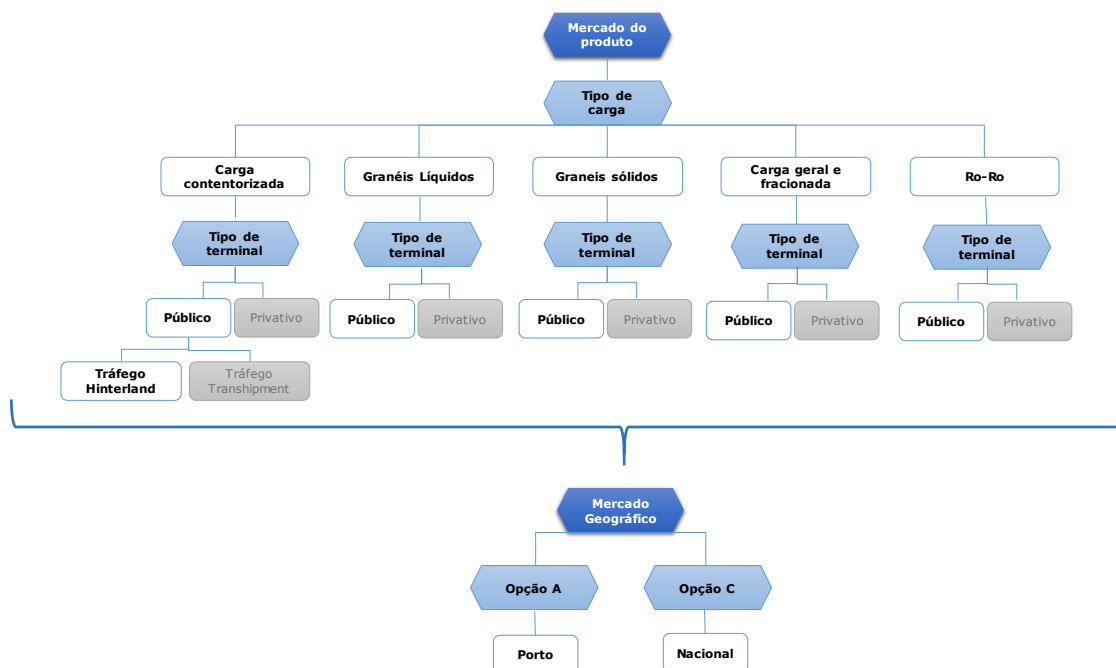 Mercado do
produto
Tipo de
carga
Carga
contentorizada
Granéis Líquidos
Graneis sólidos
Carga geral e
fracionada
Ro-Ro
Tipo de
terminal
Tipo de
terminal
Tipo de
terminal
Tipo de
terminal
Tipo de
terminal
Público
Privativo
Público
Privativo
Público
Privativo
Público
Privativo
Público
Privativo
Tráfego
Hinterland
Tráfego
Transhipment
Mercado
Geográfico
Opção A
Opção C
Porto
Nacional